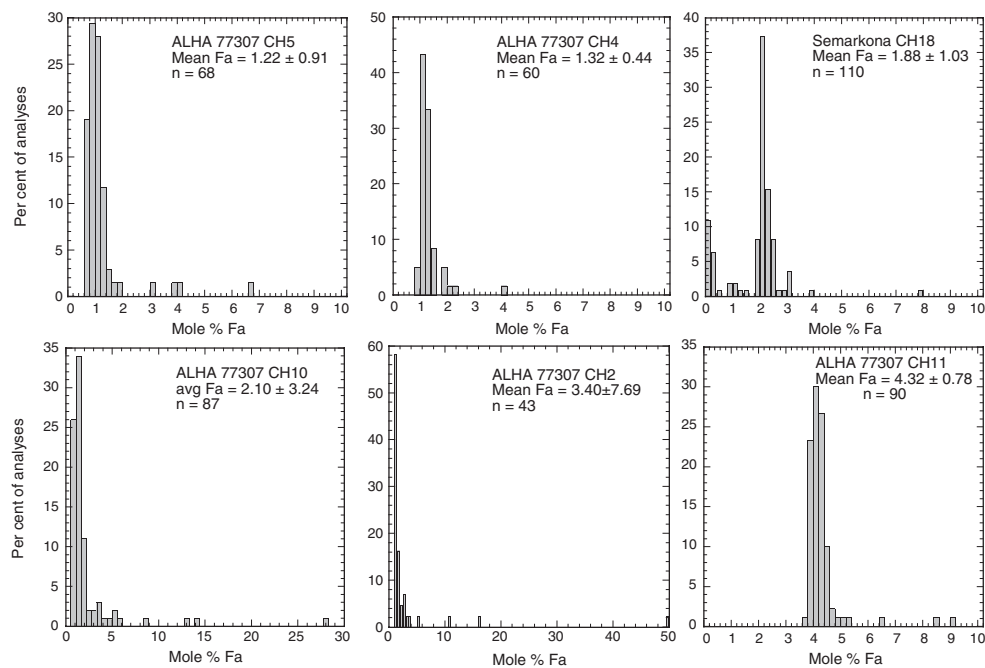 ALHA 77307 CH5
Mean Fa = 1.22 ± 0.91
n = 68
Per cent of analyses
30
25
20
15
10
5
0
0 1 2 3 4 5 6 7 8 9 10
Mole % Fa
ALHA 77307 CH4
Mean Fa = 1.32 ± 0.44
n = 60
50
40
30
20
10
0
0 1 2 3 4 5 6 7 8 9 10
Mole % Fa
Semarkona CH18
Mean Fa = 1.88 ± 1.03
n = 110
40
35
30
25
20
15
10
5
0
0 1 2 3 4 5 6 7 8 9 10
Mole % Fa
ALHA 77307 CH10
avg Fa = 2.10 ± 3.24
n = 87
Per cent of analyses
35
30
25
20
15
10
5
0
0 5 10 15 20 25 30
Mole % Fa
ALHA 77307 CH2
Mean Fa = 3.40±7.69
n = 43
60
50
40
30
20
10
0
0 10 20 30 40 50
Mole % Fa
ALHA 77307 CH11
Mean Fa = 4.32 ± 0.78
n = 90
35
30
25
20
15
10
5
0
0 1 2 3 4 5 6 7 8 9 10
Mole % Fa